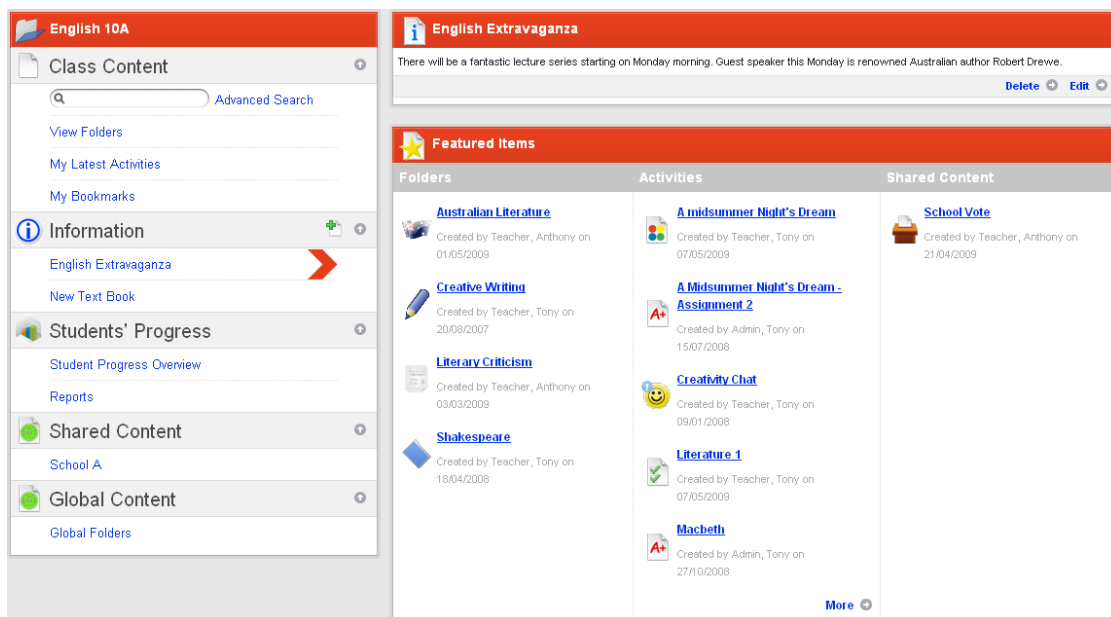 English 10A
Class Content
Advanced Search
View Folders
My Latest Activities
My Bookmarks
Information
English Extravaganza
New Text Book
Students' Progress
Student Progress Overview
Reports
Shared Content
School A
Global Content
Global Folders
English Extravaganza
There will be a fantastic lecture series starting on Monday morning. Guest speaker this Monday is renowned Australian author Robert Drewe.
Delete Edit
Featured Items
Folders
Australian Literature
Created by Teacher, Anthony on
01/05/2009
Creative Writing
Created by Teacher, Tony on
20/08/2007
Literary Criticism
Created by Teacher, Anthony on
03/03/2009
Shakespeare
Created by Teacher, Tony on
18/04/2008
Activities
A midsummer Night's Dream
Created by Teacher, Tony on
07/05/2009
A Midsummer Night's Dream -
Assignment 2
A+
Created by Admin, Tony on
15/07/2008
Creativity Chat
Created by Teacher, Tony on
09/01/2008
Literature 1
Created by Teacher, Tony on
07/05/2009
Macbeth
A+
Created by Admin, Tony on
27/10/2008
More
Shared Content
School Vote
Created by Teacher, Anthony on
21/04/2009